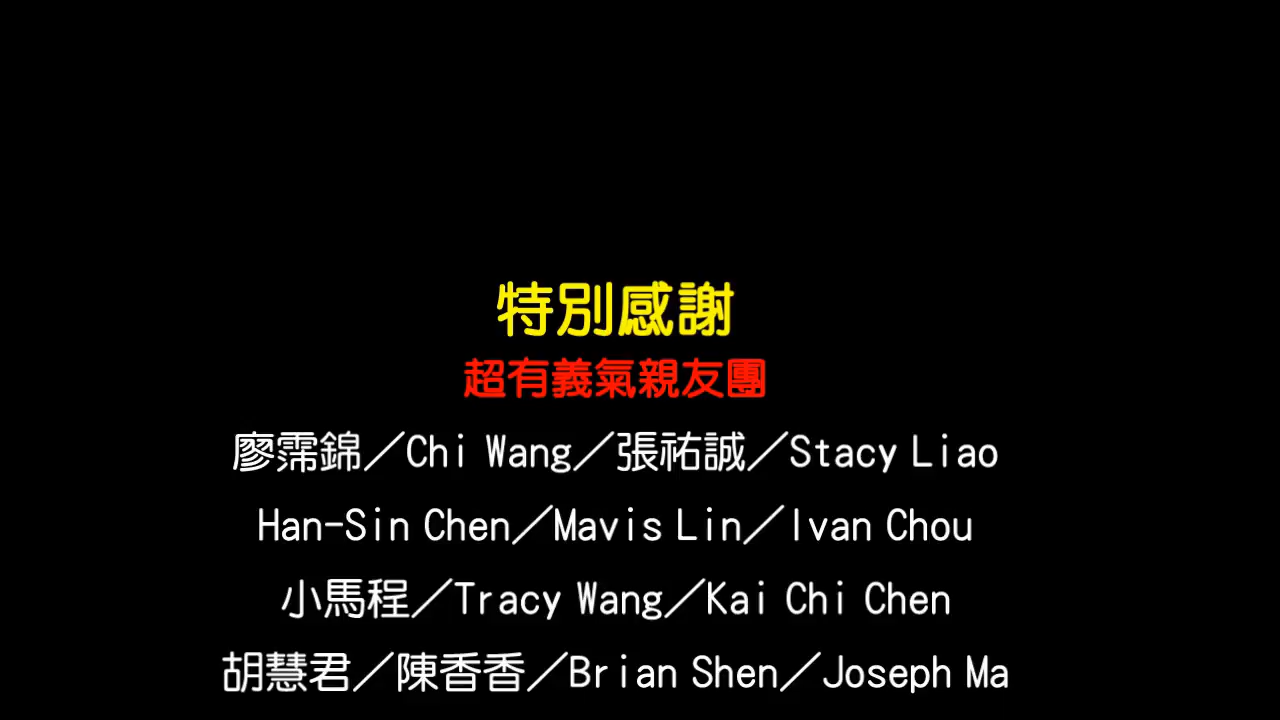 特別感謝
超有義氣親友團
廖霈錦／Chi Wang／張祐誠／Stacy Liao
Han-Sin Chen／Mavis Lin／Ivan Chou
小馬程／Tracy Wang／Kai Chi Chen
胡慧君／陳香香／Brian Shen／Joseph Ma